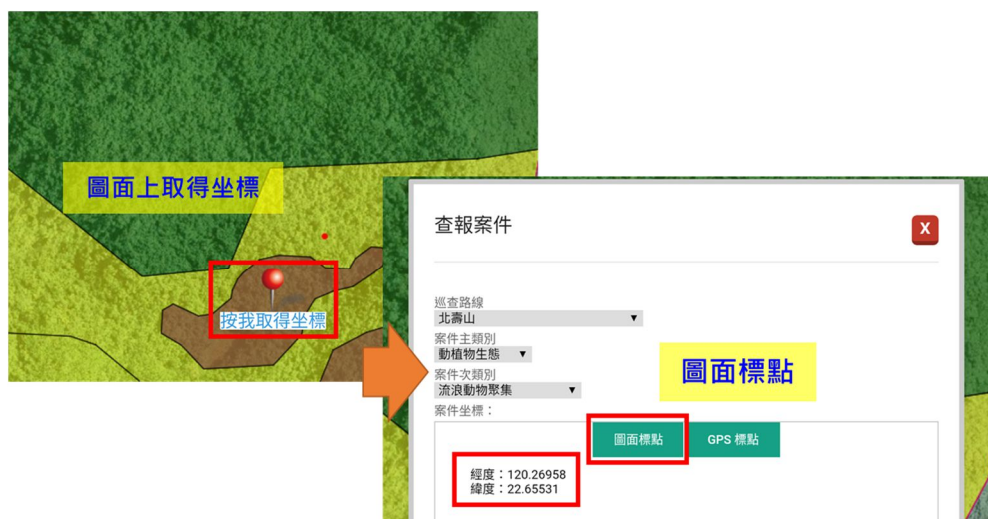 圖面上取得坐標
按我取得坐標
查報案件
X
巡查路線
北壽山
案件主類別
動植物生態
案件次類別
流浪動物聚集
圖面標點
案件坐標：
圖面標點
GPS 標點
經度：120.26958
緯度：22.65531